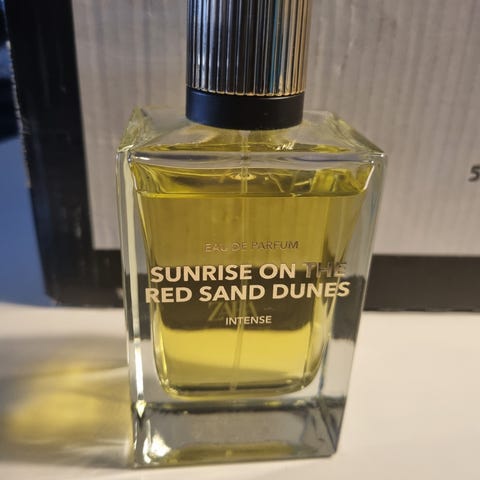 EAU DE PARFUM
SUNRISE ON THE
RED SAND DUNES
INTENSE